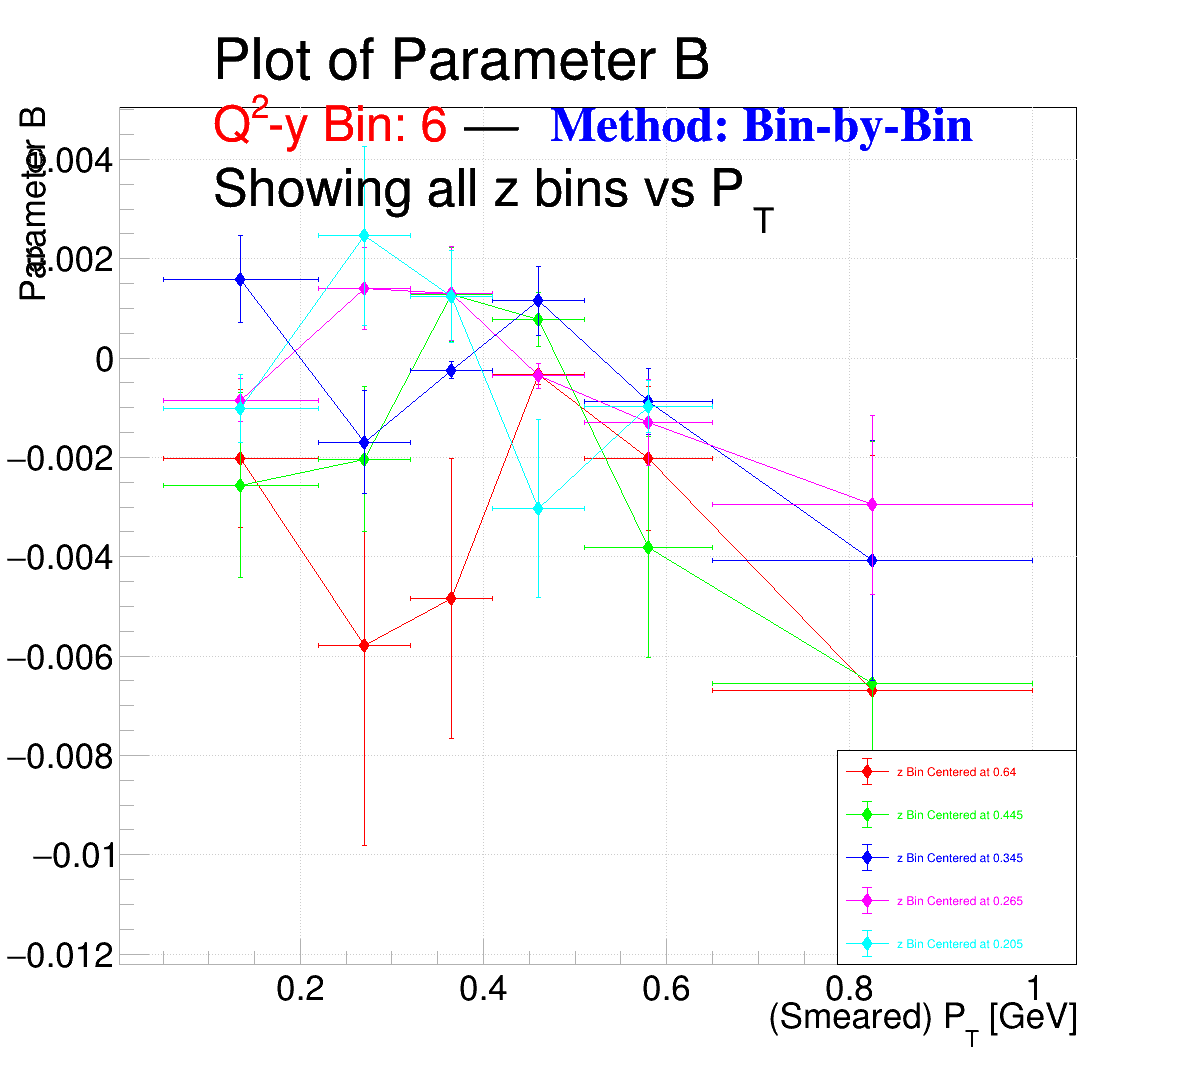 Plot of Parameter B
Q²-y Bin: 6 — Method: Bin-by-Bin
Showing all z bins vs P_T
Parameter B
0.004
0.002
0
−0.002
−0.004
−0.006
−0.008
−0.01
−0.012
z Bin Centered at 0.64
z Bin Centered at 0.445
z Bin Centered at 0.345
z Bin Centered at 0.265
z Bin Centered at 0.205
0.2 0.4 0.6 0.8 1
(Smeared) P_T [GeV]